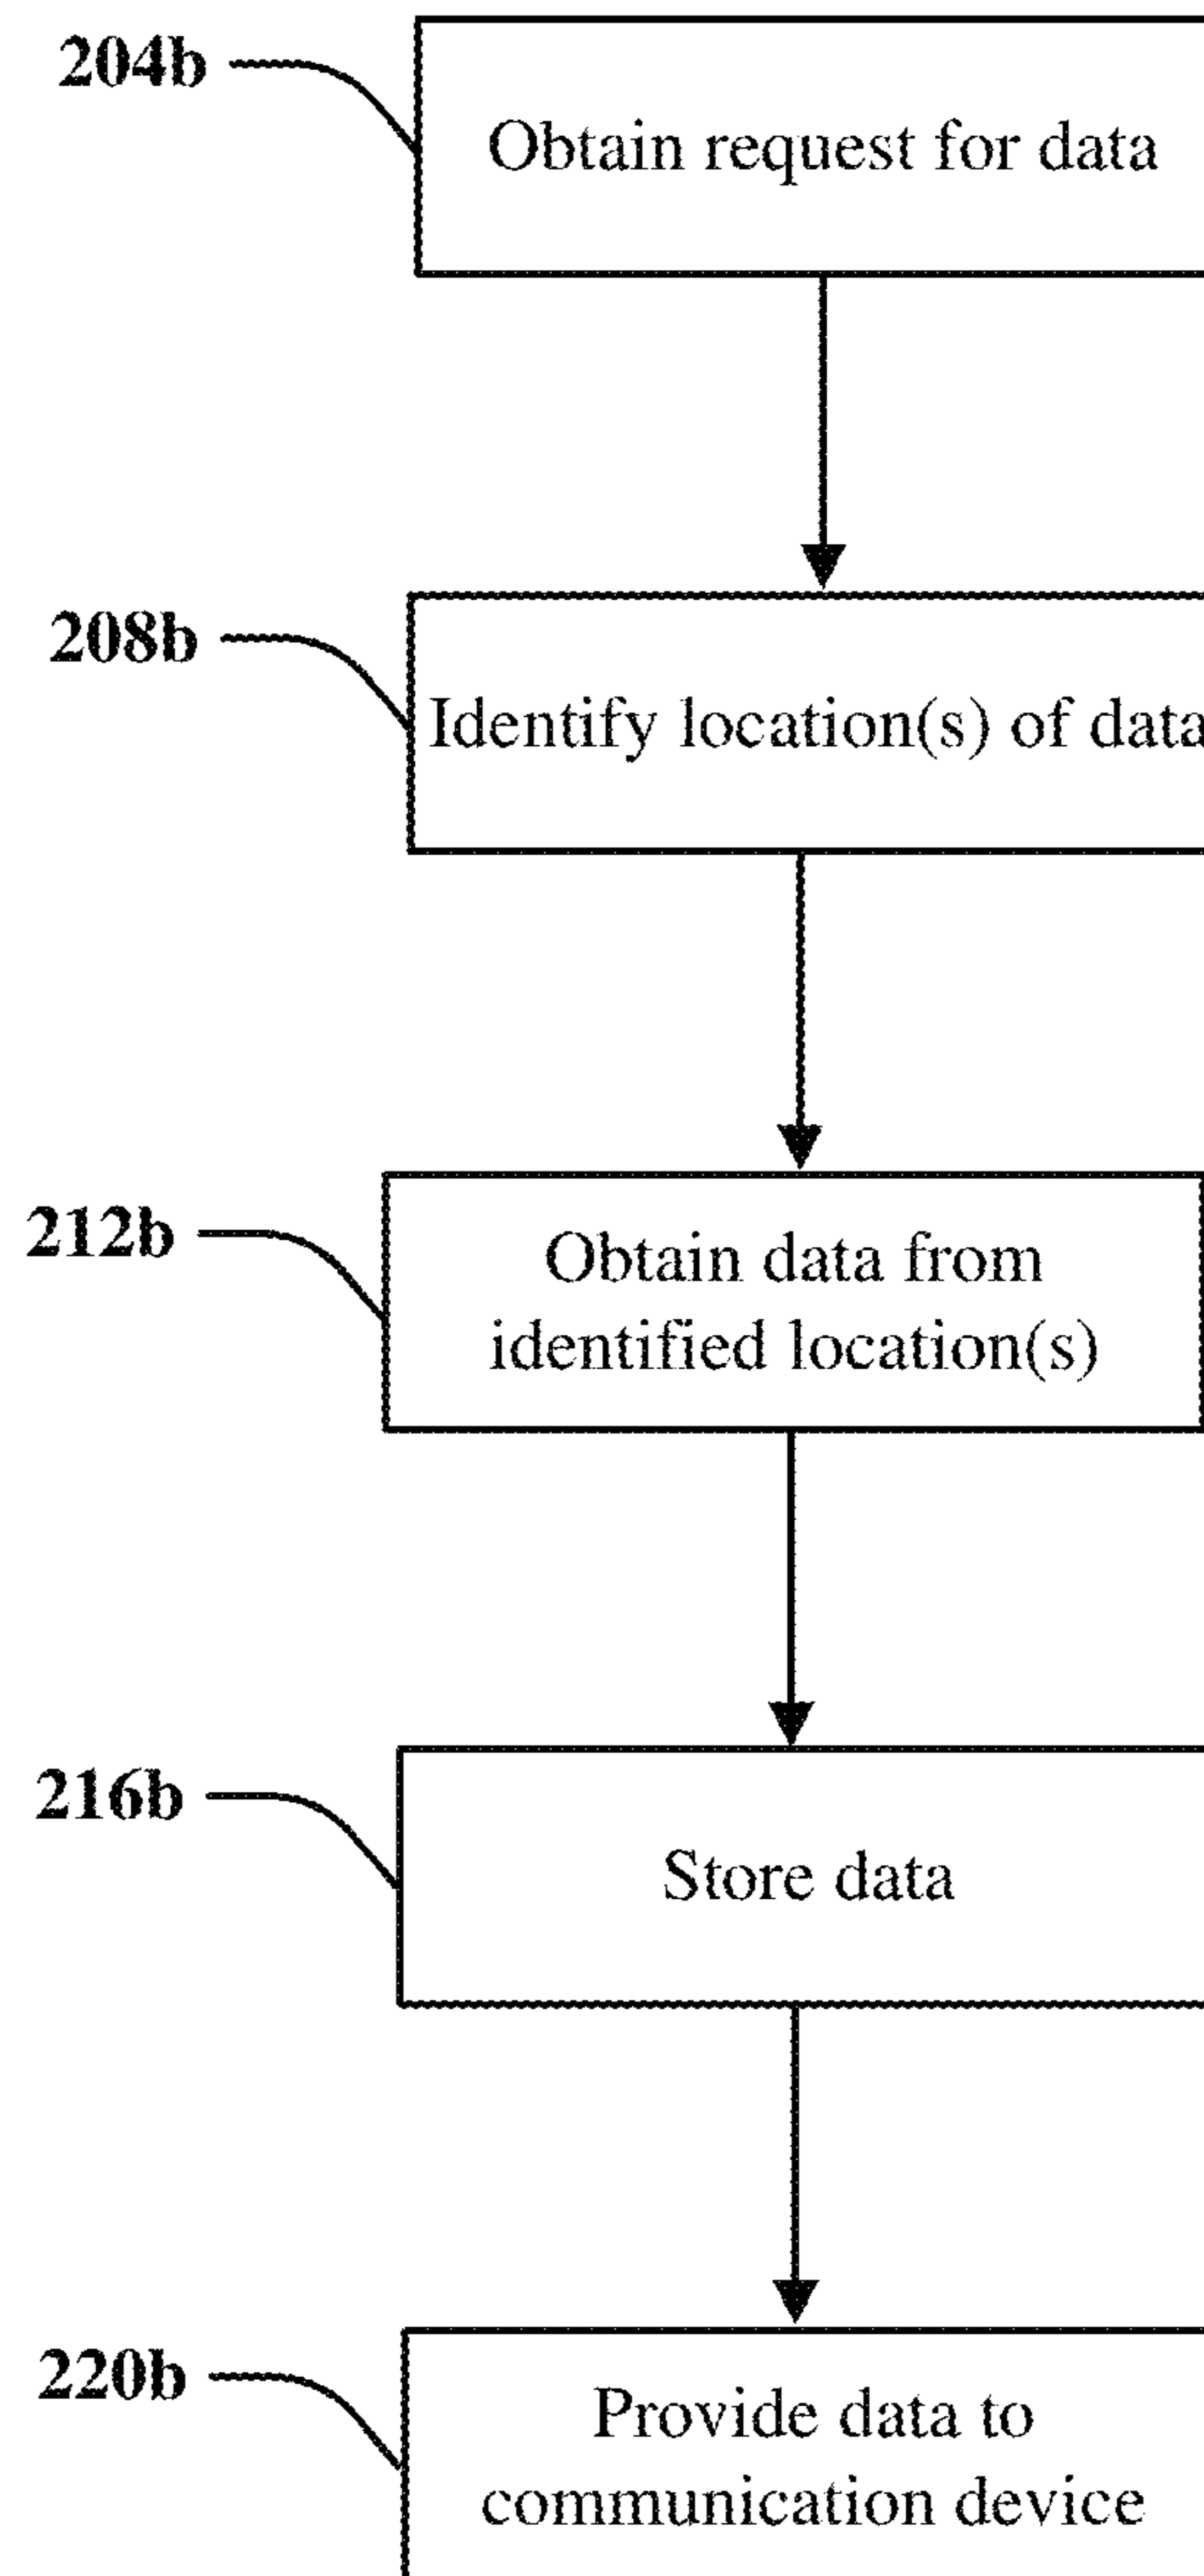 204b
Obtain request for data
208b
Identify location(s) of data
212b
Obtain data from
identified location(s)
216b
Store data
220b
Provide data to
communication device